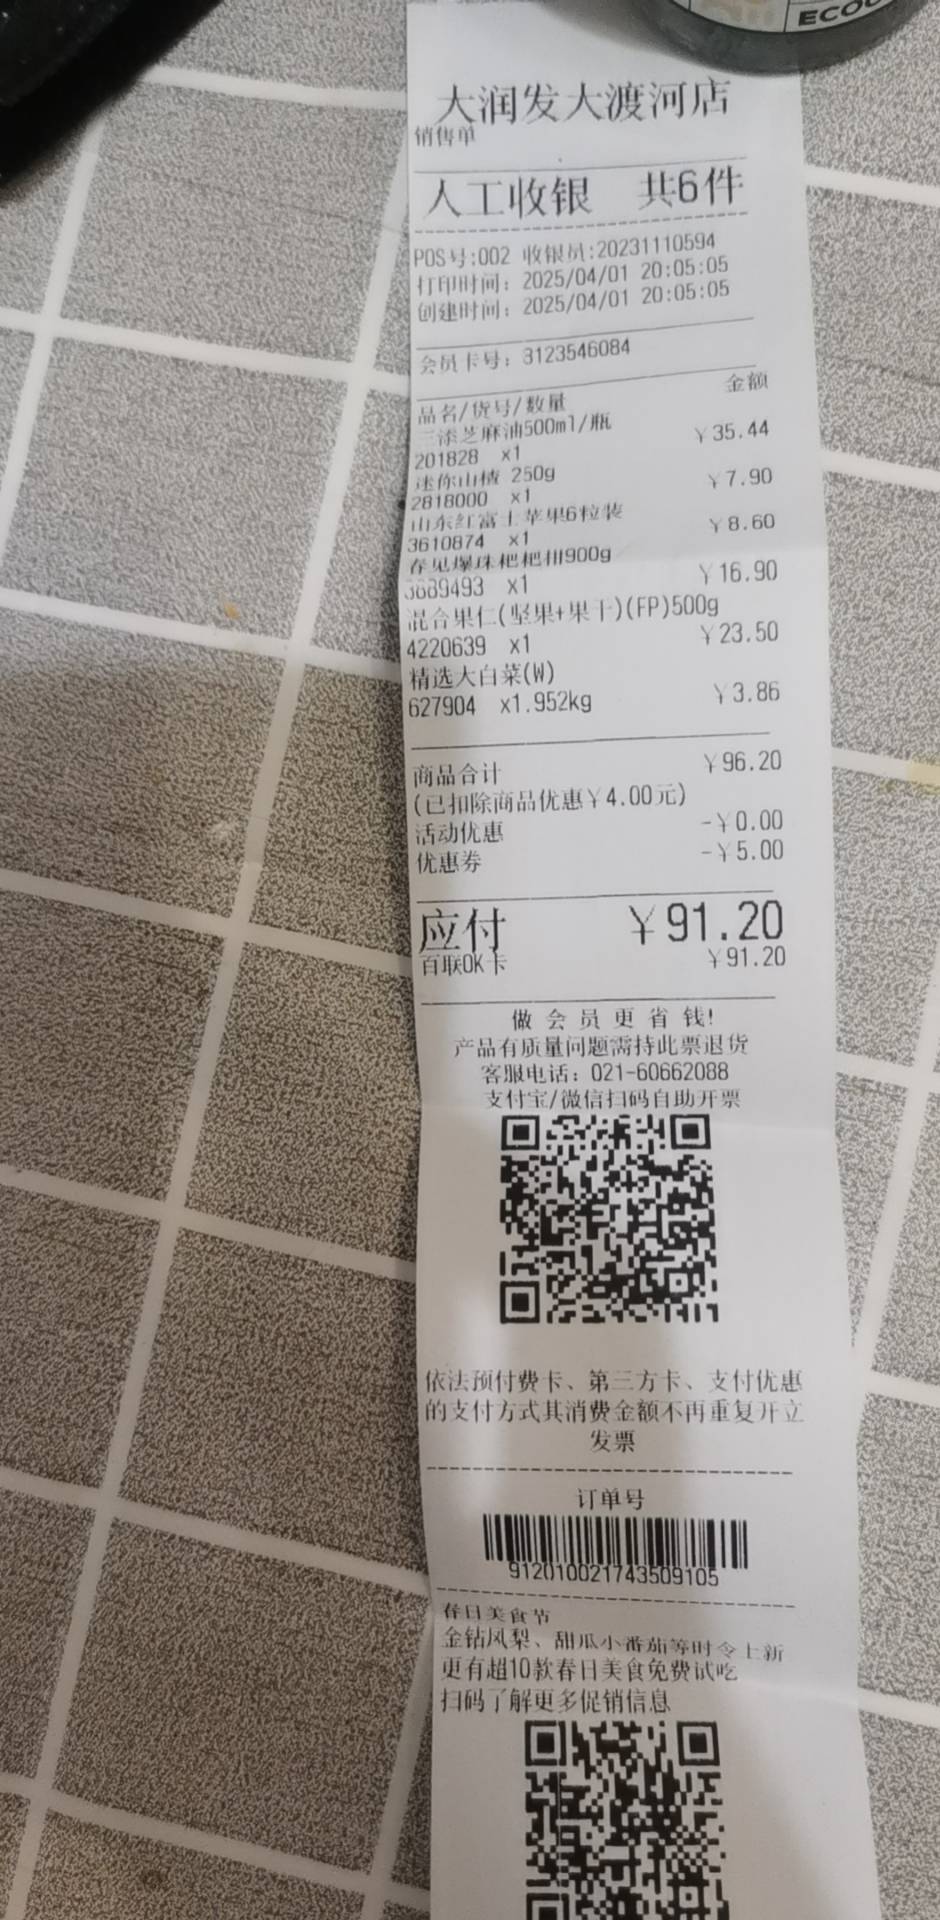 ECO
大润发大渡河店
销售单
人工收银 共6件
POS号:002 收银员:20231110594
打印时间: 2025/04/01 20:05:05
创建时间: 2025/04/01 20:05:05
会员卡号: 3123546084
品名/货号/数量 金额
三添芝麻油500ml/瓶
201828 x1 ￥35.44
迷你山楂 250g
2818000 x1 ￥7.90
山东红富士苹果6粒装
3610874 x1 ￥8.60
春见爆珠耙耙柑900g
3689493 x1 ￥16.90
混合果仁(坚果+果干)(FP)500g
4220639 x1 ￥23.50
精选大白菜(W)
627904 x1.952kg ￥3.86
商品合计 ￥96.20
(已扣除商品优惠￥4.00元)
活动优惠 -￥0.00
优惠券 -￥5.00
应付 ￥91.20
百联OK卡 ￥91.20
做会员更省钱!
产品有质量问题需持此票退货
客服电话: 021-60662088
支付宝/微信扫码自助开票
依法预付费卡、第三方卡、支付优惠
的支付方式其消费金额不再重复开立
发票
订单号
912010021743509105
春日美食节
金钻凤梨、甜瓜小番茄等时令上新
更有超10款春日美食免费试吃
扫码了解更多促销信息